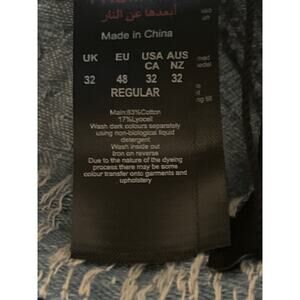 أبعدها عن النار
Made in China
UK EU USA AUS
CA NZ
32 48 32 32
REGULAR
Main:83%Cotton
17%Lyocell
Wash dark colours separately
using non-biological liquid
detergent
Wash inside out
Iron on reverse
Due to the nature of the dyeing
process there may be some
colour transfer onto garments and
upholstery